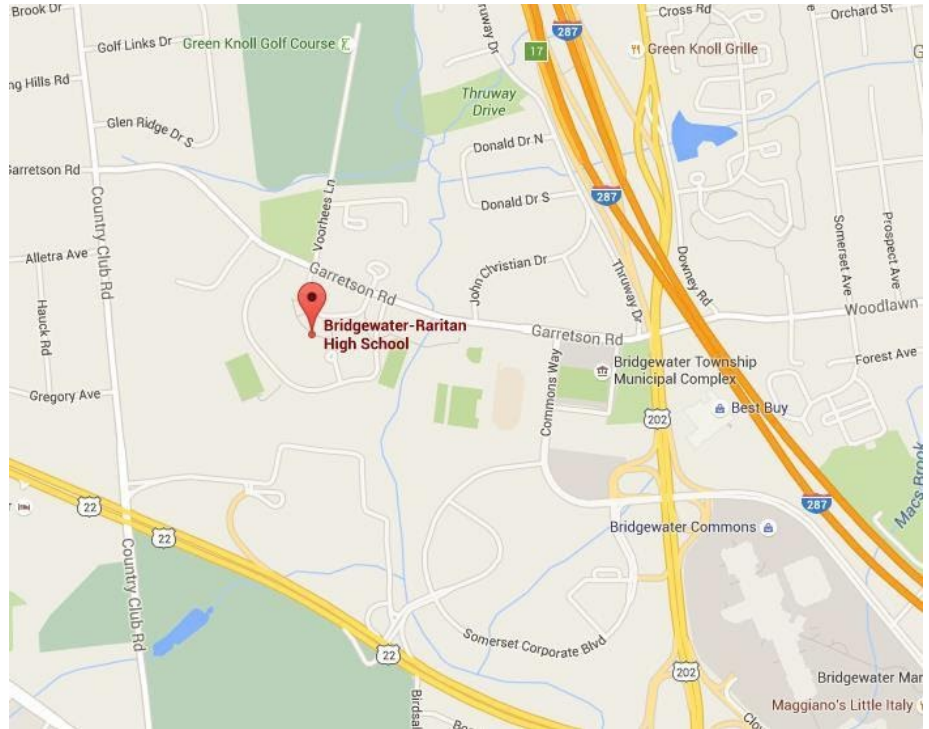 Brook Dr
Cross Rd
Orchard St
287
Golf Links Dr
Green Knoll Golf Course
Thruway Dr
17
Green Knoll Grille
G
ng Hills Rd
Thruway
Drive
Glen Ridge Dr S
Donald Dr N
Garretson Rd
Voorhees Ln
287
Donald Dr S
Country Club Rd
Somerset Ave
Prospect Ave
Alletra Ave
Garretson Rd
John Christian Dr
Thruway Dr
Downey Rd
Hauck Rd
Woodlawn
Bridgewater-Raritan
High School
Garretson Rd
Commons Way
Bridgewater Township
Municipal Complex
Forest Ave
Gregory Ave
Best Buy
202
Macs Brook
22
r
287
22
Bridgewater Commons
Country Club Rd
Somerset Corporate Blvd
22
202
Birdsal
Bridgewater Mar
Maggiano's Little Italy
Bo
Clov